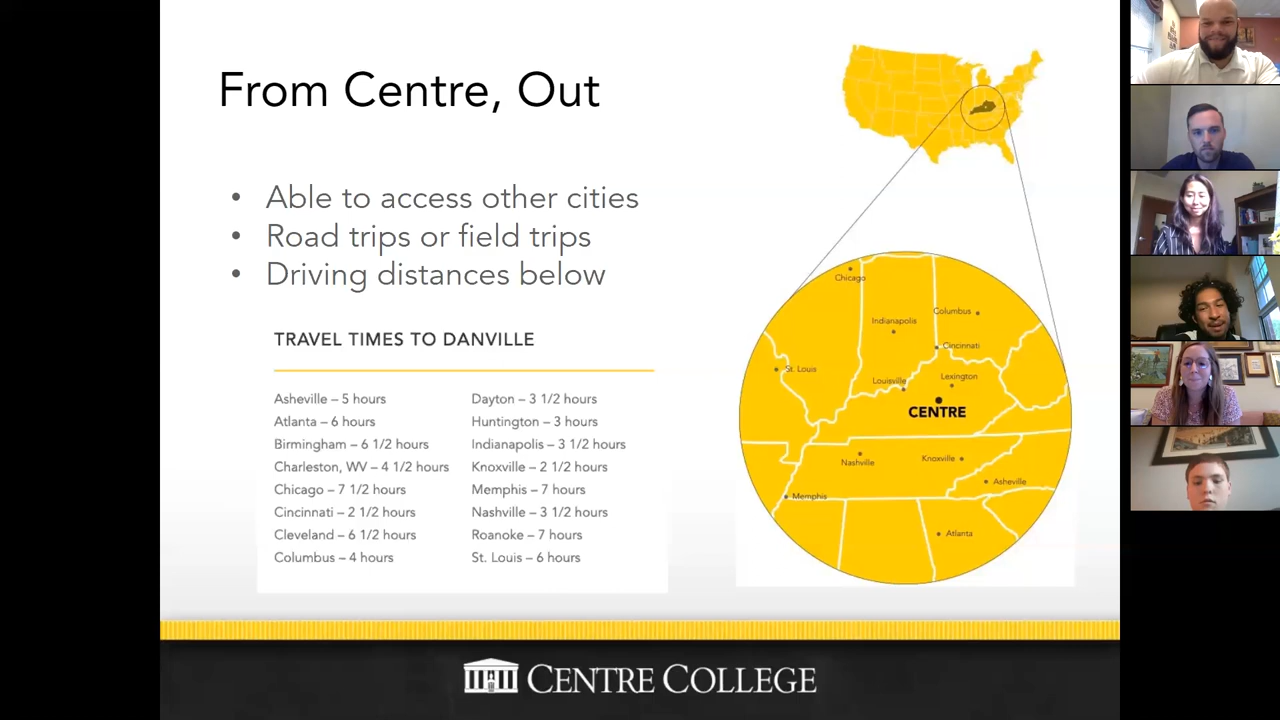 From Centre, Out
• Able to access other cities
• Road trips or field trips
• Driving distances below
TRAVEL TIMES TO DANVILLE
Asheville – 5 hours
Atlanta – 6 hours
Birmingham – 6 1/2 hours
Charleston, WV – 4 1/2 hours
Chicago – 7 1/2 hours
Cincinnati – 2 1/2 hours
Cleveland – 6 1/2 hours
Columbus – 4 hours
Dayton – 3 1/2 hours
Huntington – 3 hours
Indianapolis – 3 1/2 hours
Knoxville – 2 1/2 hours
Memphis – 7 hours
Nashville – 3 1/2 hours
Roanoke – 7 hours
St. Louis – 6 hours
Chicago
Columbus
Indianapolis
Cincinnati
St. Louis
Louisville
Lexington
CENTRE
Nashville
Knoxville
Asheville
Memphis
Atlanta
CENTRE COLLEGE